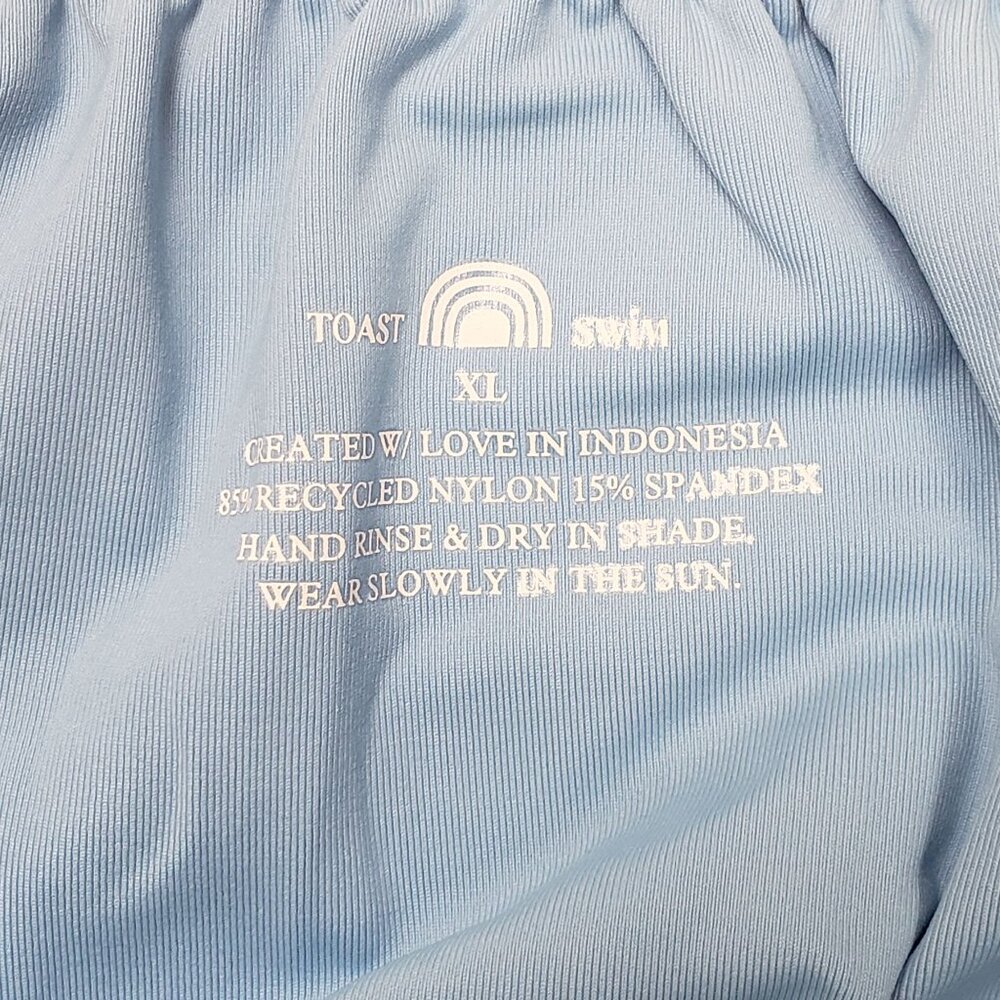 TOAST SWiM
XL
CREATED W/ LOVE IN INDONESIA
85% RECYCLED NYLON 15% SPANDEX
HAND RINSE & DRY IN SHADE.
WEAR SLOWLY IN THE SUN.